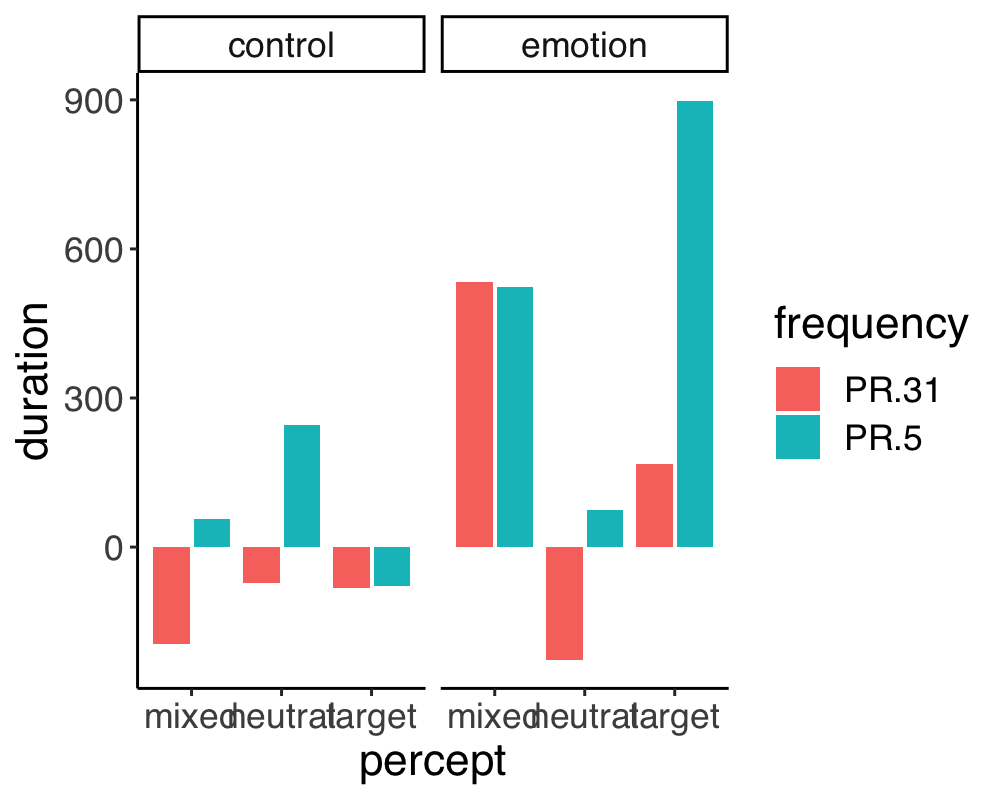 control
emotion
900
600
300
0
duration
mixed
neutral
target
mixed
neutral
target
percept
frequency
PR.31
PR.5